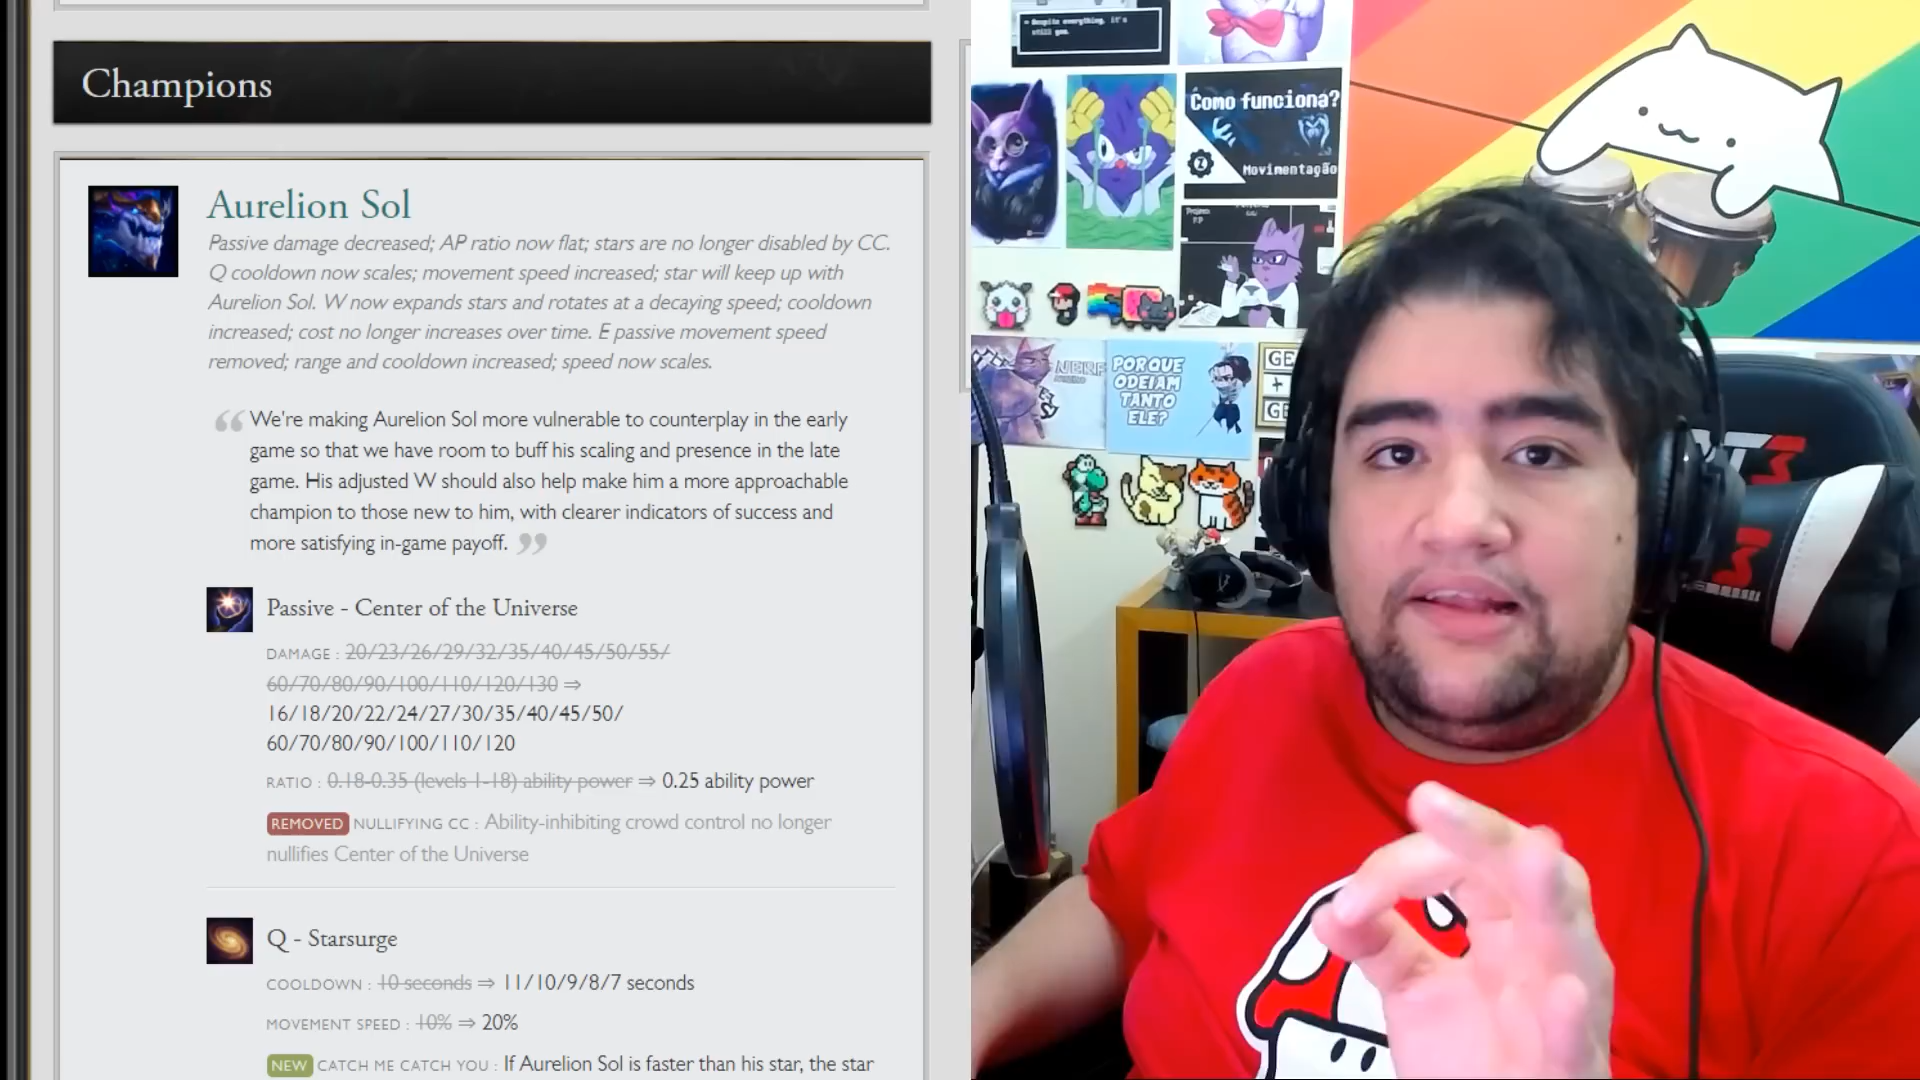 Champions
Aurelion Sol
Passive damage decreased; AP ratio now flat; stars are no longer disabled by CC.
Q cooldown now scales; movement speed increased; star will keep up with
Aurelion Sol. W now expands stars and rotates at a decaying speed; cooldown
increased; cost no longer increases over time. E passive movement speed
removed; range and cooldown increased; speed now scales.
“ We're making Aurelion Sol more vulnerable to counterplay in the early
game so that we have room to buff his scaling and presence in the late
game. His adjusted W should also help make him a more approachable
champion to those new to him, with clearer indicators of success and
more satisfying in-game payoff. ”
Passive - Center of the Universe
DAMAGE : 20/23/26/29/32/35/40/45/50/55/
60/70/80/90/100/110/120/130 ⇒
16/18/20/22/24/27/30/35/40/45/50/
60/70/80/90/100/110/120
RATIO : 0.18-0.35 (levels 1-18) ability power ⇒ 0.25 ability power
REMOVED NULLIFYING CC : Ability-inhibiting crowd control no longer
nullifies Center of the Universe
Q - Starsurge
COOLDOWN : 10 seconds ⇒ 11/10/9/8/7 seconds
MOVEMENT SPEED : 10% ⇒ 20%
NEW CATCH ME CATCH YOU : If Aurelion Sol is faster than his star, the star
Despite everything, it's
still you.
Como funciona?
Movimentação
Projeto:
NERF
PORQUE
ODEIAM
TANTO
ELE?
GE
+
GE